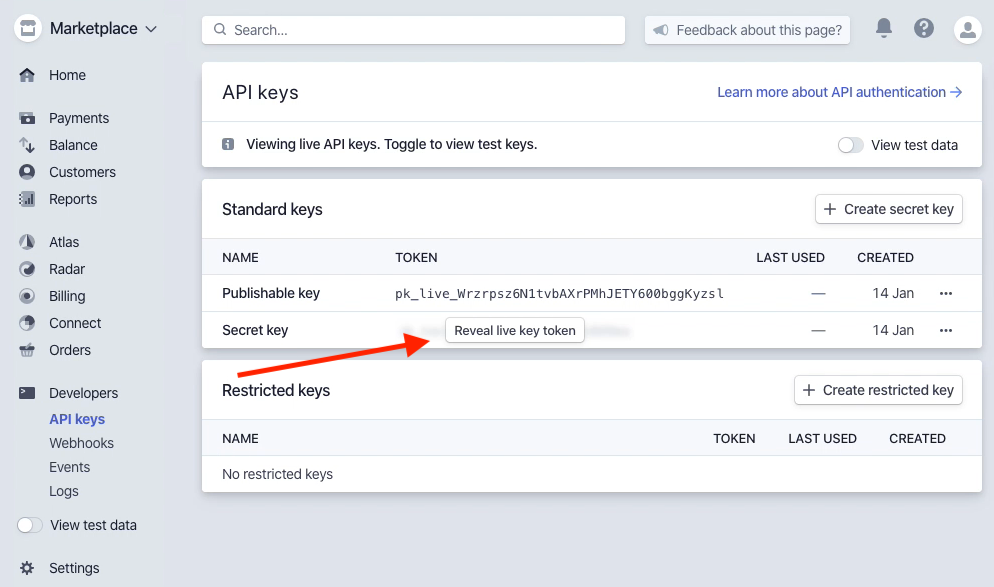 Marketplace
Search...
Feedback about this page?
Home
Payments
Balance
Customers
Reports
Atlas
Radar
Billing
Connect
Orders
Developers
API keys
Webhooks
Events
Logs
View test data
Settings
API keys
Learn more about API authentication
Viewing live API keys. Toggle to view test keys.
View test data
Standard keys
Create secret key
NAME TOKEN LAST USED CREATED
Publishable key pk_live_Wrzrpsz6N1tvbAXrPMhJETY600bggKyzsl — 14 Jan
Secret key Reveal live key token — 14 Jan
Restricted keys
Create restricted key
NAME TOKEN LAST USED CREATED
No restricted keys